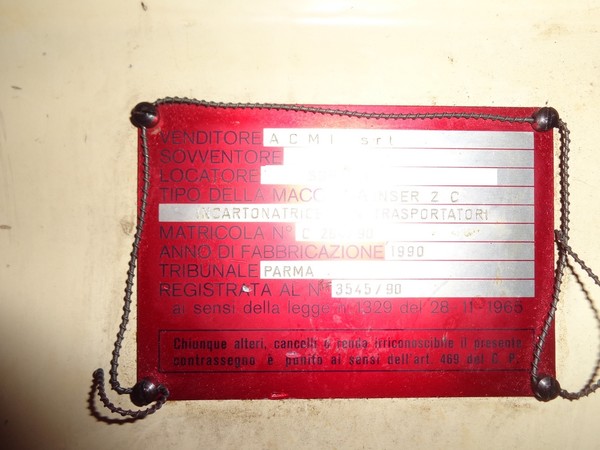 VENDITORE ACMI srl
SOVVENTORE
LOCATORE
TIPO DELLA MACC Z C
INCARTONATRICE TRASPORTATORI
MATRICOLA N°
ANNO DI FABBRICAZIONE 1990
TRIBUNALE PARMA
REGISTRATA AL N° 3545/90
ai sensi della legge n° 1329 del 28-11-1965
Chiunque alteri, cancelli o renda irriconoscibile il presente
contrassegno è punito ai sensi dell'art. 469 del C. P.